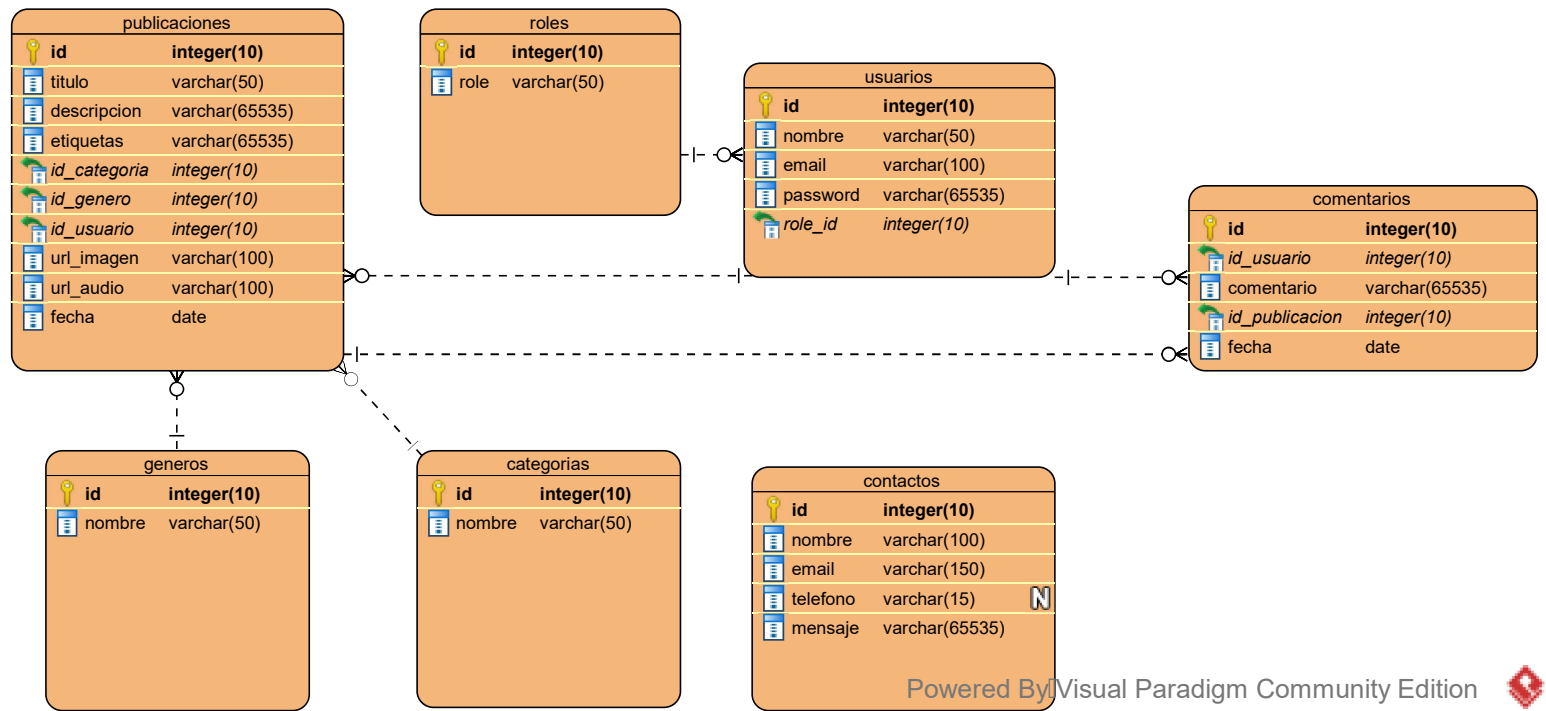 publicaciones
id integer(10)
titulo varchar(50)
descripcion varchar(65535)
etiquetas varchar(65535)
id_categoria integer(10)
id_genero integer(10)
id_usuario integer(10)
url_imagen varchar(100)
url_audio varchar(100)
fecha date
roles
id integer(10)
role varchar(50)
usuarios
id integer(10)
nombre varchar(50)
email varchar(100)
password varchar(65535)
role_id integer(10)
comentarios
id integer(10)
id_usuario integer(10)
comentario varchar(65535)
id_publicacion integer(10)
fecha date
generos
id integer(10)
nombre varchar(50)
categorias
id integer(10)
nombre varchar(50)
contactos
id integer(10)
nombre varchar(100)
email varchar(150)
telefono varchar(15) N
mensaje varchar(65535)
Powered By Visual Paradigm Community Edition